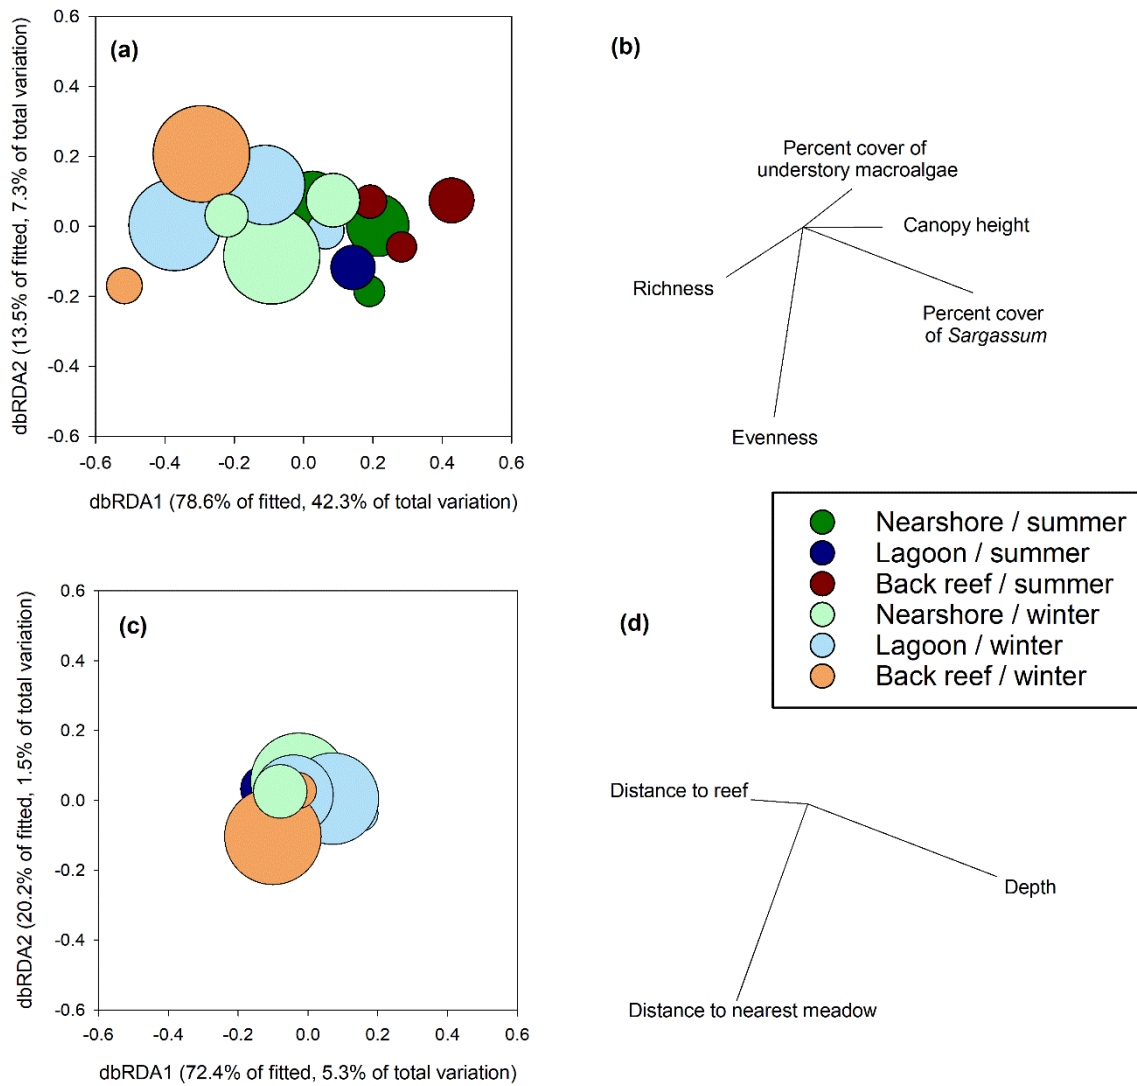 (a)
0.6
0.4
0.2
0.0
-0.2
-0.4
-0.6
-0.6
-0.4
-0.2
0.0
0.2
0.4
0.6
dbRDA2 (13.5% of fitted, 7.3% of total variation)
dbRDA1 (78.6% of fitted, 42.3% of total variation)
(b)
Percent cover of
understory macroalgae
Canopy height
Richness
Percent cover
of Sargassum
Evenness
Nearshore / summer
Lagoon / summer
Back reef / summer
Nearshore / winter
Lagoon / winter
Back reef / winter
(c)
0.6
0.4
0.2
0.0
-0.2
-0.4
-0.6
-0.6
-0.4
-0.2
0.0
0.2
0.4
0.6
dbRDA2 (20.2% of fitted, 1.5% of total variation)
dbRDA1 (72.4% of fitted, 5.3% of total variation)
(d)
Distance to reef
Depth
Distance to nearest meadow